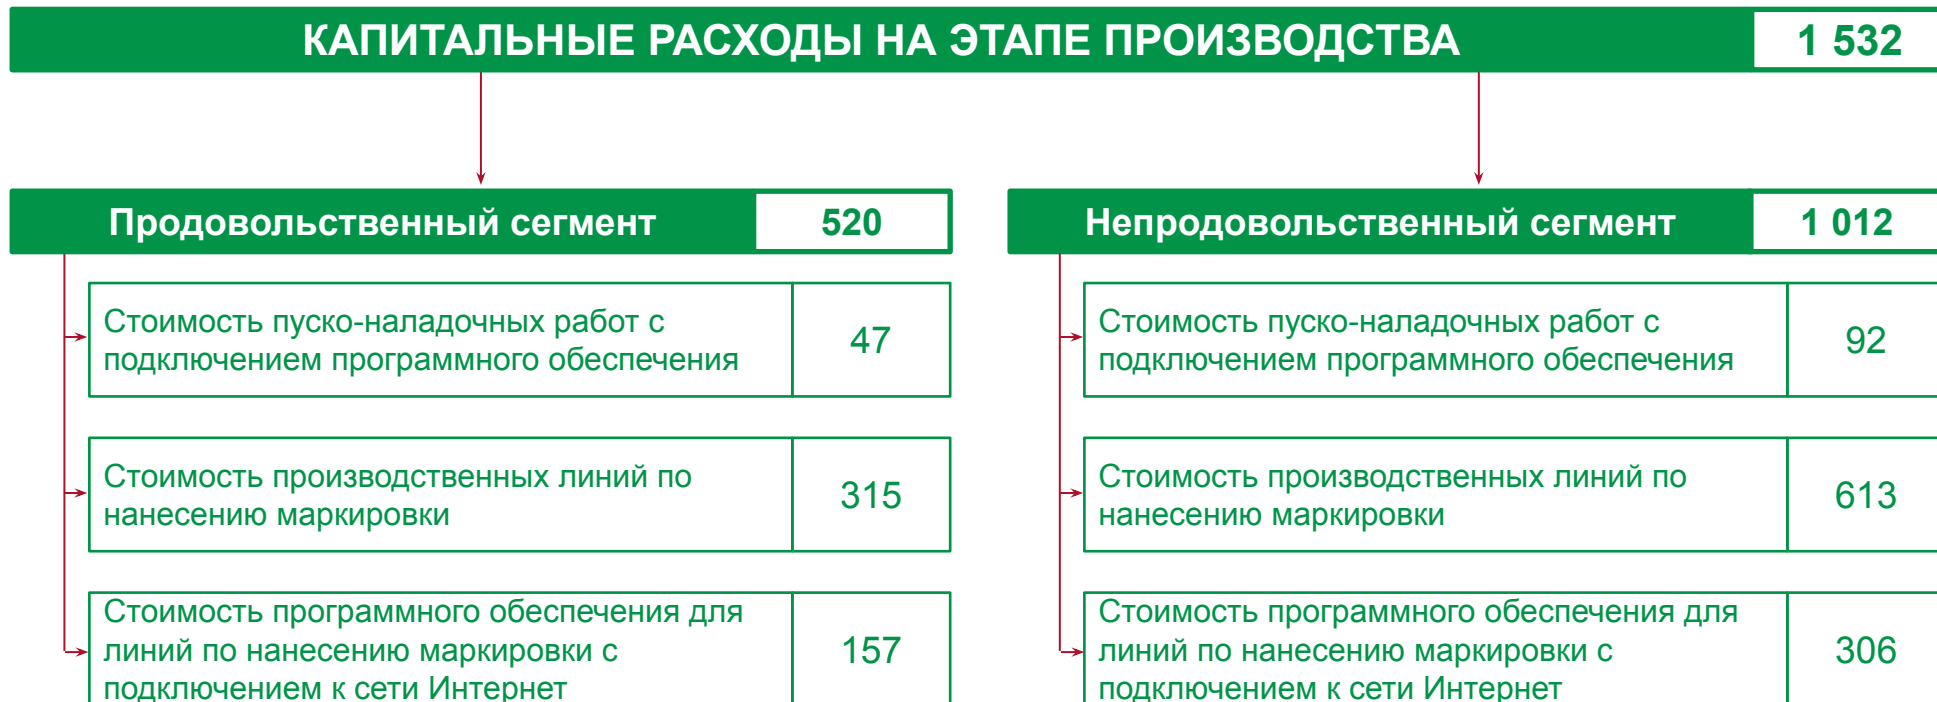 КАПИТАЛЬНЫЕ РАСХОДЫ НА ЭТАПЕ ПРОИЗВОДСТВА 1 532
Продовольственный сегмент 520
Стоимость пуско-наладочных работ с
подключением программного обеспечения
47
Стоимость производственных линий по
нанесению маркировки
315
Стоимость программного обеспечения для
линий по нанесению маркировки с
подключением к сети Интернет
157
Непродовольственный сегмент 1 012
Стоимость пуско-наладочных работ с
подключением программного обеспечения
92
Стоимость производственных линий по
нанесению маркировки
613
Стоимость программного обеспечения для
линий по нанесению маркировки с
подключением к сети Интернет
306